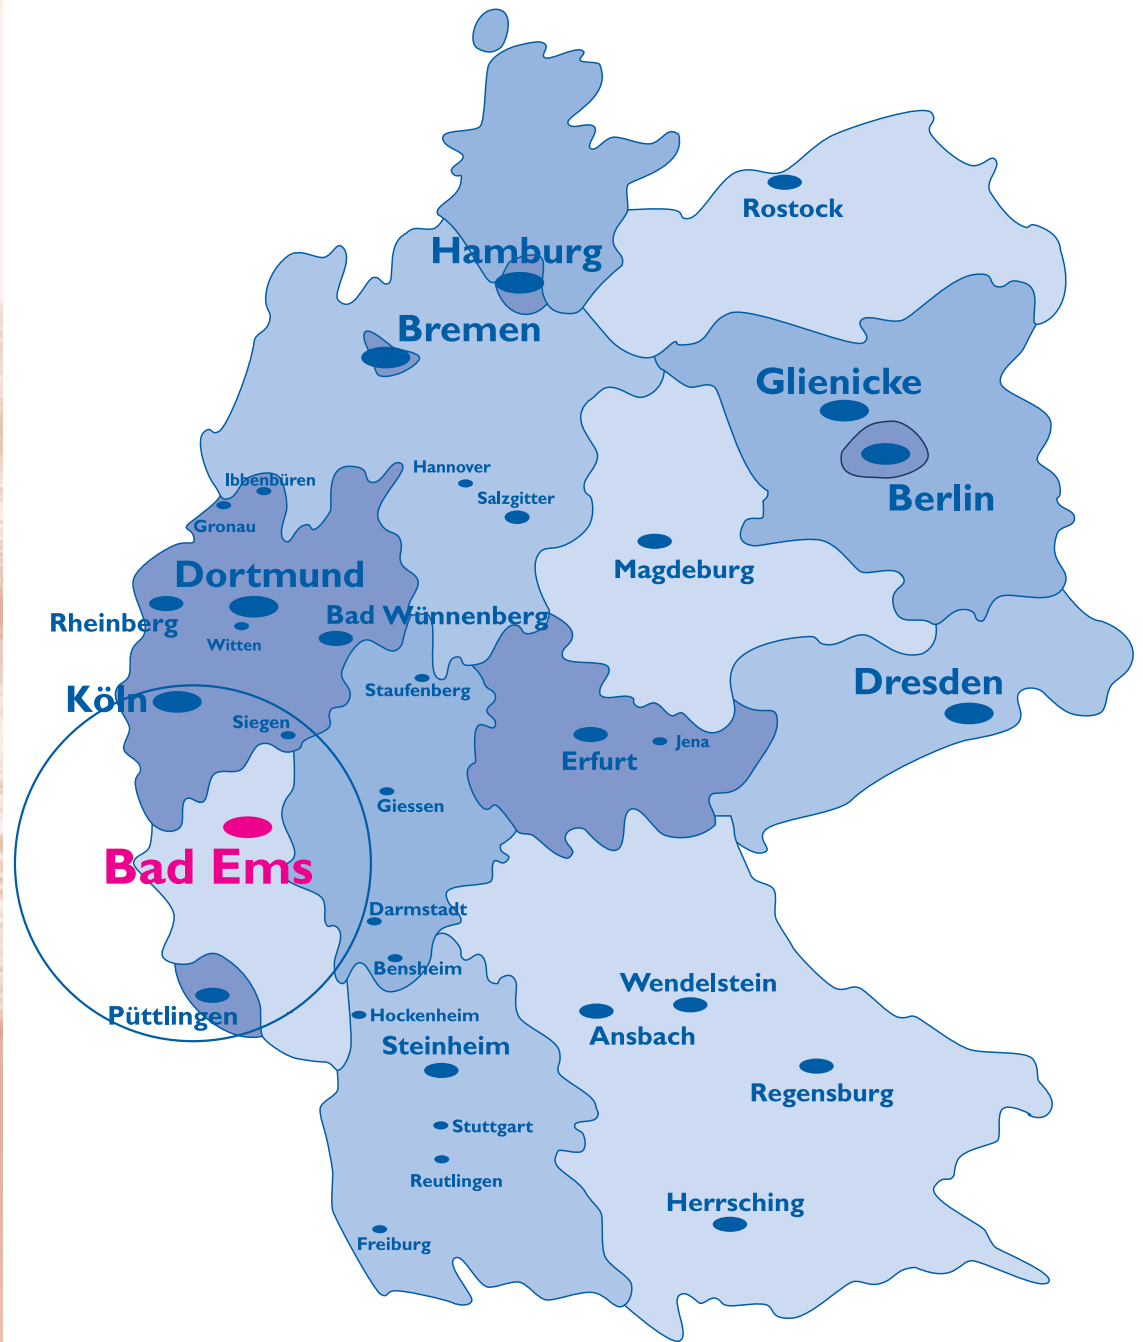 Rostock
Hamburg
Bremen
Glienicke
Hannover
Ibbenbüren
Salzgitter
Berlin
Gronau
Magdeburg
Dortmund
Bad Wünnenberg
Rheinberg
Witten
Dresden
Staufenberg
Köln
Siegen
Jena
Erfurt
Giessen
Bad Ems
Darmstadt
Bensheim
Wendelstein
Püttlingen
Hockenheim
Ansbach
Steinheim
Regensburg
Stuttgart
Reutlingen
Herrsching
Freiburg